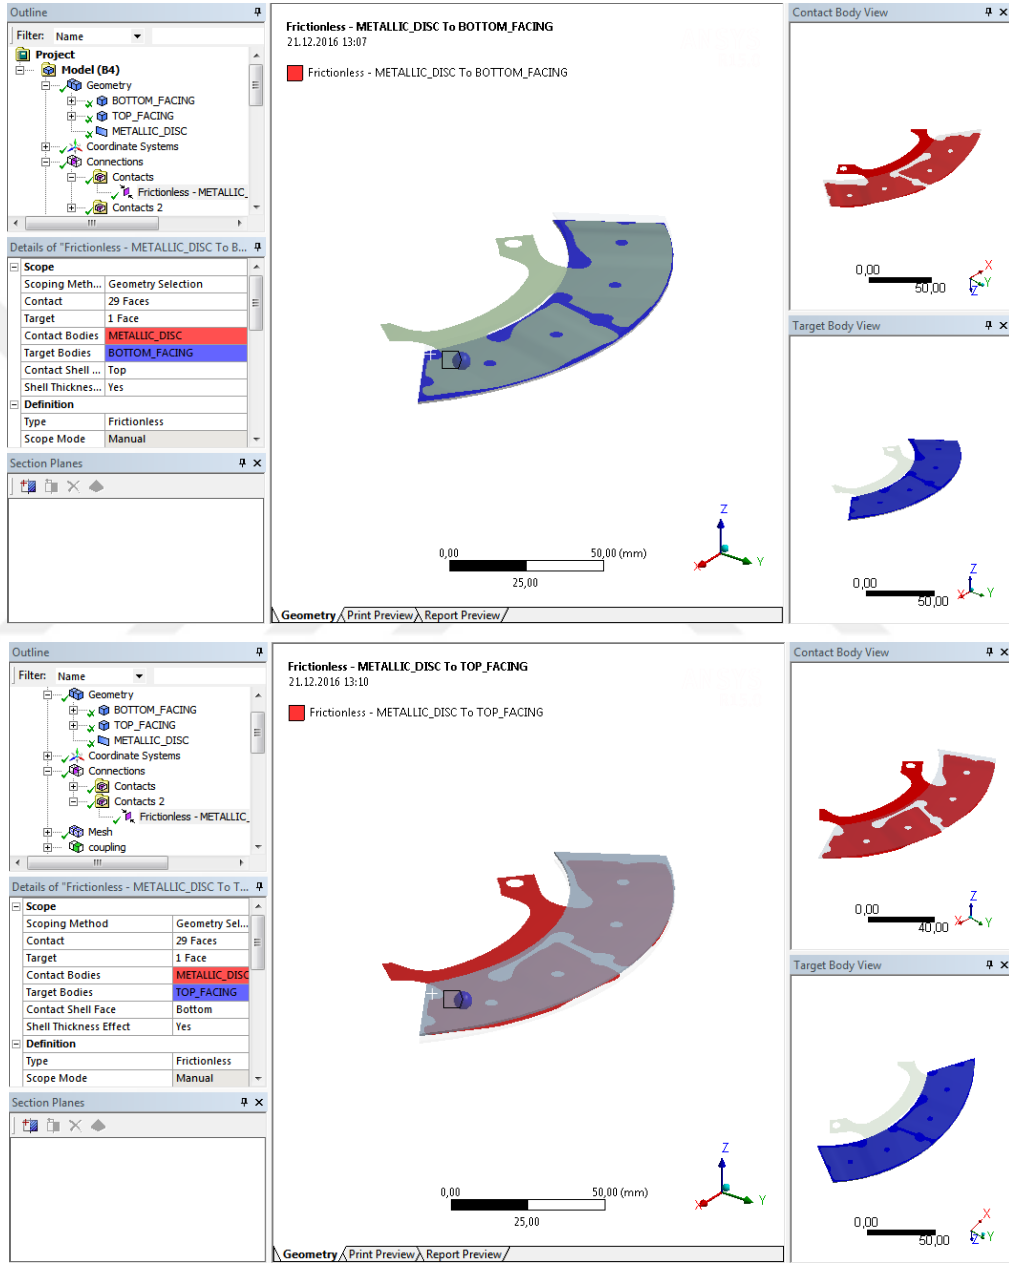 Outline
Filter: Name
Project
Model (B4)
Geometry
BOTTOM_FACING
TOP_FACING
METALLIC_DISC
Coordinate Systems
Connections
Contacts
Frictionless - METALLIC_
Contacts 2
Details of "Frictionless - METALLIC_DISC To B...
Scope
Scoping Meth... Geometry Selection
Contact 29 Faces
Target 1 Face
Contact Bodies METALLIC_DISC
Target Bodies BOTTOM_FACING
Contact Shell ... Top
Shell Thicknes... Yes
Definition
Type Frictionless
Scope Mode Manual
Section Planes
Frictionless - METALLIC_DISC To BOTTOM_FACING
21.12.2016 13:07
Frictionless - METALLIC_DISC To BOTTOM_FACING
Z
X
Y
0,00
50,00 (mm)
25,00
Geometry Print Preview Report Preview
Contact Body View
0,00
50,00
X
Y
Z
Target Body View
0,00
50,00
Z
X
Y
Outline
Filter: Name
Geometry
BOTTOM_FACING
TOP_FACING
METALLIC_DISC
Coordinate Systems
Connections
Contacts
Contacts 2
Frictionless - METALLIC_
Mesh
coupling
Details of "Frictionless - METALLIC_DISC To T...
Scope
Scoping Method Geometry Sel...
Contact 29 Faces
Target 1 Face
Contact Bodies METALLIC_DISC
Target Bodies TOP_FACING
Contact Shell Face Bottom
Shell Thickness Effect Yes
Definition
Type Frictionless
Scope Mode Manual
Section Planes
Frictionless - METALLIC_DISC To TOP_FACING
21.12.2016 13:10
Frictionless - METALLIC_DISC To TOP_FACING
Z
X
Y
0,00
50,00 (mm)
25,00
Geometry Print Preview Report Preview
Contact Body View
0,00
40,00
Z
X
Y
Target Body View
0,00
50,00
X
Z
Y